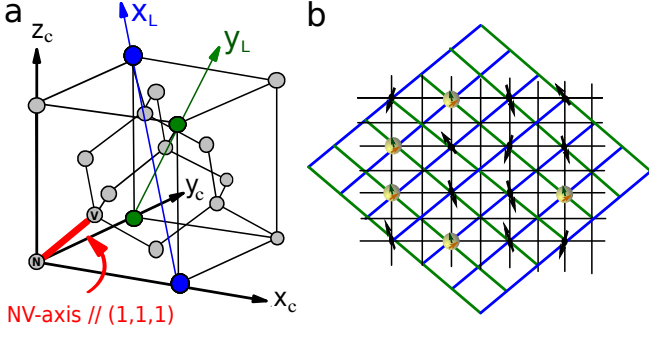 a
x_L
y_L
z_c
y_c
V
N
x_c
NV-axis // (1,1,1)
b